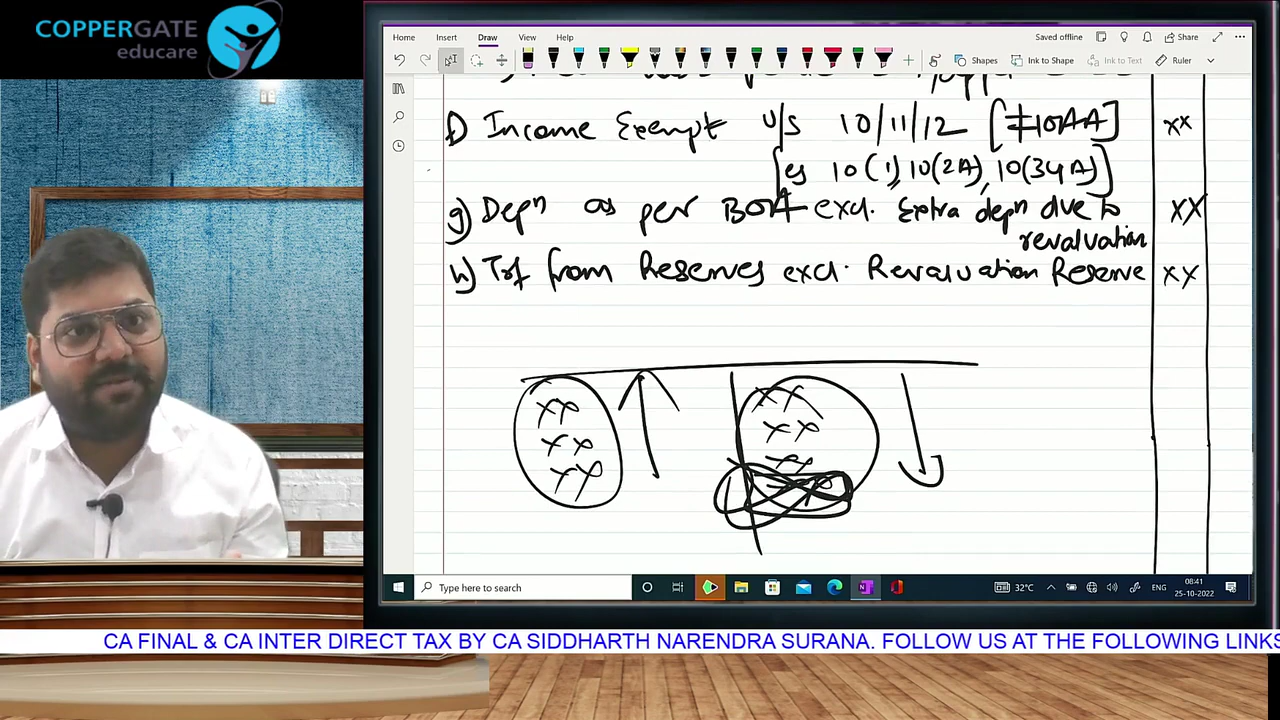 COPPERGATE
educare
Home Insert Draw View Help
Saved offline
Share
Shapes Ink to Shape Ink to Text Ruler
f) Income Exempt u/s 10/11/12 [≠10AA] xx
[eg 10(1), 10(2A), 10(34A)]
g) Depn as per BOA excl. Extra depn due to xx
revaluation
h) Trf from Reserves excl. Revaluation Reserve xx
xx xx
xx xx
xx xx
Type here to search
32°C
ENG
08:41
25-10-2022
CA FINAL & CA INTER DIRECT TAX BY CA SIDDHARTH NARENDRA SURANA. FOLLOW US AT THE FOLLOWING LINKS